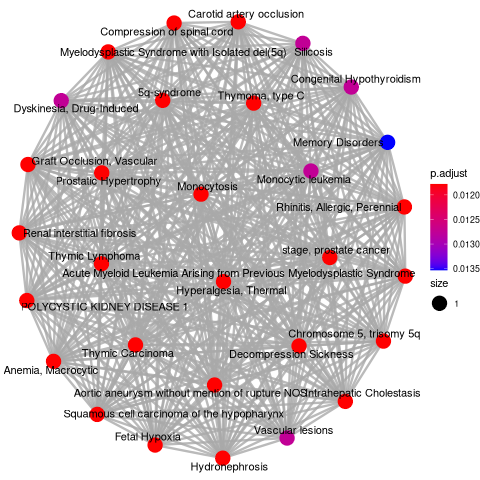 Carotid artery occlusion
Compression of spinal cord
Myelodysplastic Syndrome with Isolated del(5q)
Silicosis
Congenital Hypothyroidism
5q-syndrome
Thymoma, type C
Dyskinesia, Drug-Induced
Memory Disorders
Graft Occlusion, Vascular
Prostatic Hypertrophy
Monocytosis
Monocytic leukemia
Rhinitis, Allergic, Perennial
Renal interstitial fibrosis
stage, prostate cancer
Thymic Lymphoma
Acute Myeloid Leukemia Arising from Previous Myelodysplastic Syndrome
Hyperalgesia, Thermal
POLYCYSTIC KIDNEY DISEASE 1
Chromosome 5, trisomy 5q
Thymic Carcinoma
Decompression Sickness
Anemia, Macrocytic
Aortic aneurysm without mention of rupture NOS
Intrahepatic Cholestasis
Squamous cell carcinoma of the hypopharynx
Vascular lesions
Fetal Hypoxia
Hydronephrosis
p.adjust
0.0120
0.0125
0.0130
0.0135
size
1